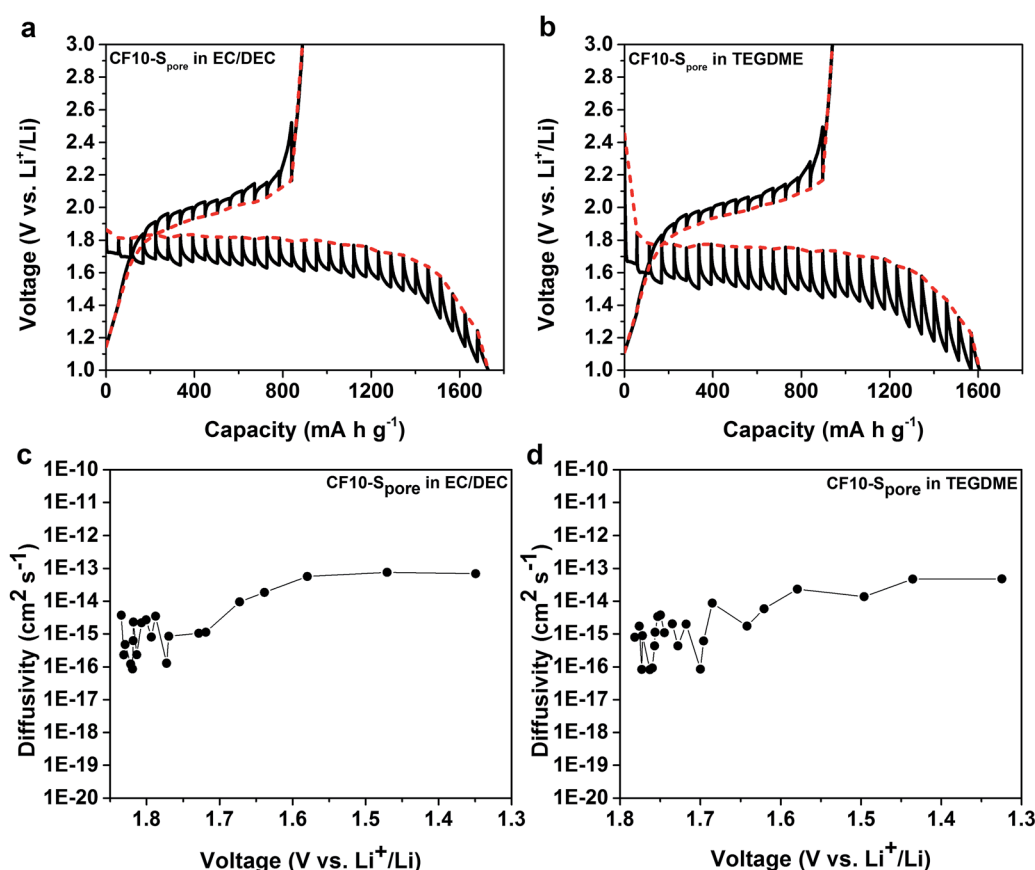 a
CF10-Spore in EC/DEC
3.0
2.8
2.6
2.4
2.2
2.0
1.8
1.6
1.4
1.2
1.0
Voltage (V vs. Li+/Li)
0 400 800 1200 1600
Capacity (mA h g-1)
b
CF10-Spore in TEGDME
3.0
2.8
2.6
2.4
2.2
2.0
1.8
1.6
1.4
1.2
1.0
Voltage (V vs. Li+/Li)
0 400 800 1200 1600
Capacity (mA h g-1)
c
CF10-Spore in EC/DEC
1E-10
1E-11
1E-12
1E-13
1E-14
1E-15
1E-16
1E-17
1E-18
1E-19
1E-20
Diffusivity (cm2 s-1)
1.8 1.7 1.6 1.5 1.4 1.3
Voltage (V vs. Li+/Li)
d
CF10-Spore in TEGDME
1E-10
1E-11
1E-12
1E-13
1E-14
1E-15
1E-16
1E-17
1E-18
1E-19
1E-20
Diffusivity (cm2 s-1)
1.8 1.7 1.6 1.5 1.4 1.3
Voltage (V vs. Li+/Li)